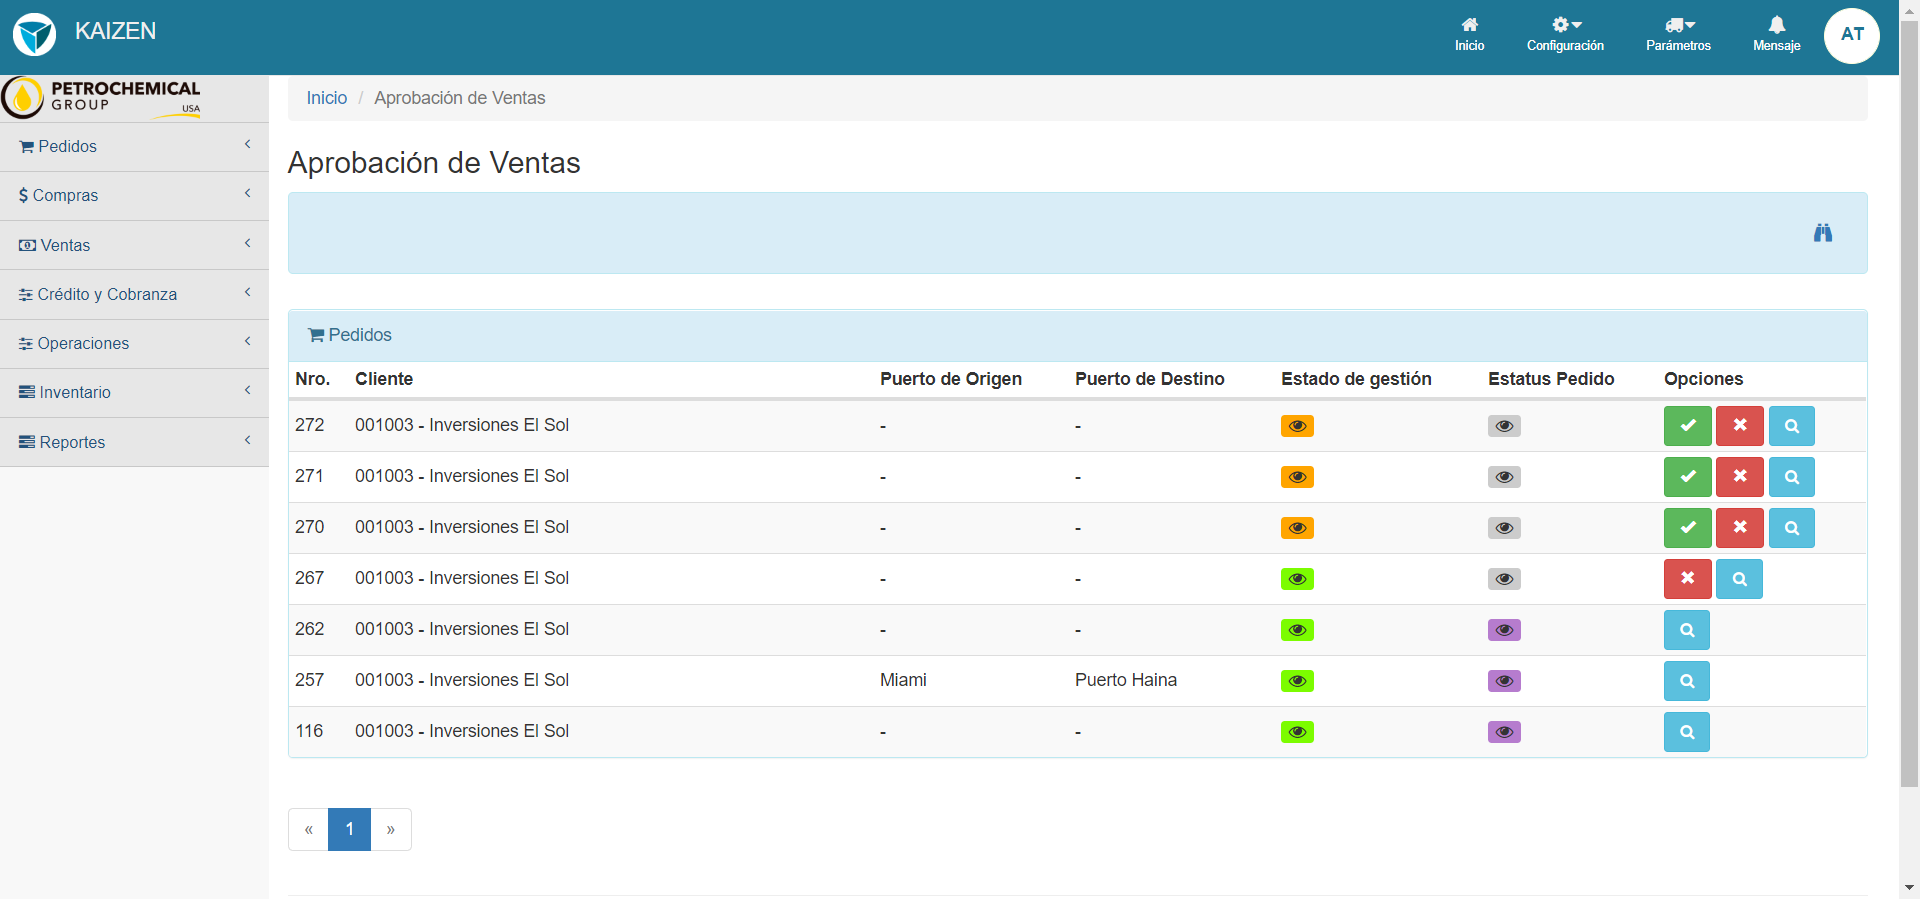 KAIZEN
Inicio
Configuración
Parámetros
Mensaje
AT
PETROCHEMICAL
GROUP
USA
Pedidos
Compras
Ventas
Crédito y Cobranza
Operaciones
Inventario
Reportes
Inicio / Aprobación de Ventas
Aprobación de Ventas
Pedidos
Nro. Cliente Puerto de Origen Puerto de Destino Estado de gestión Estatus Pedido Opciones
272 001003 - Inversiones El Sol - -
271 001003 - Inversiones El Sol - -
270 001003 - Inversiones El Sol - -
267 001003 - Inversiones El Sol - -
262 001003 - Inversiones El Sol - -
257 001003 - Inversiones El Sol Miami Puerto Haina
116 001003 - Inversiones El Sol - -
« 1 »